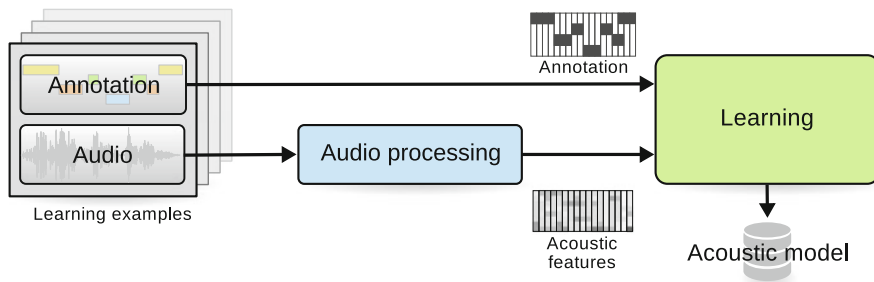 Annotation
Annotation
Audio
Audio processing
Learning
Learning examples
Acoustic
features
Acoustic model